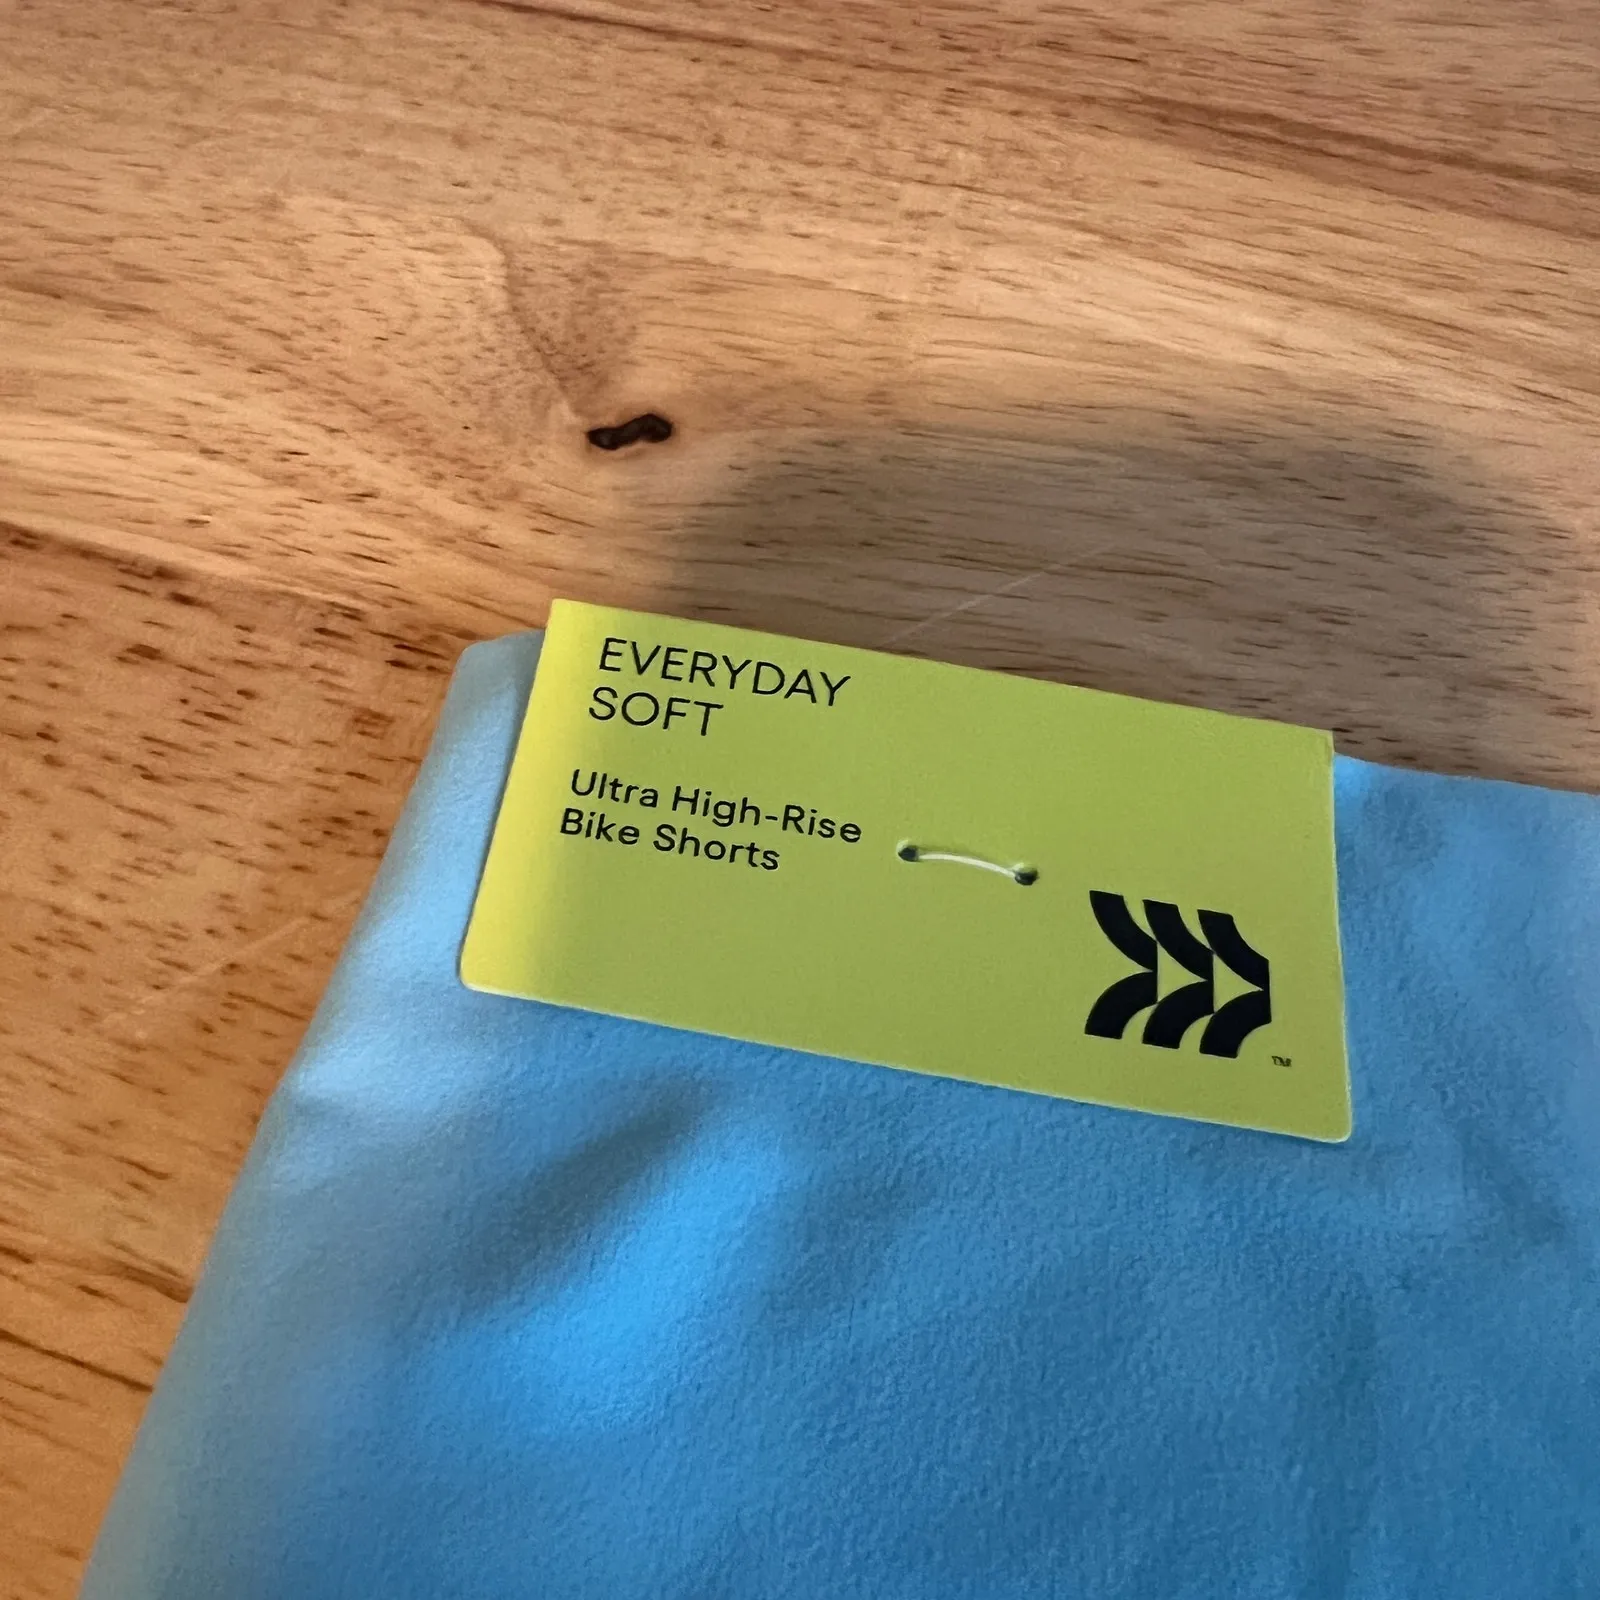 EVERYDAY
SOFT
Ultra High-Rise
Bike Shorts
TM